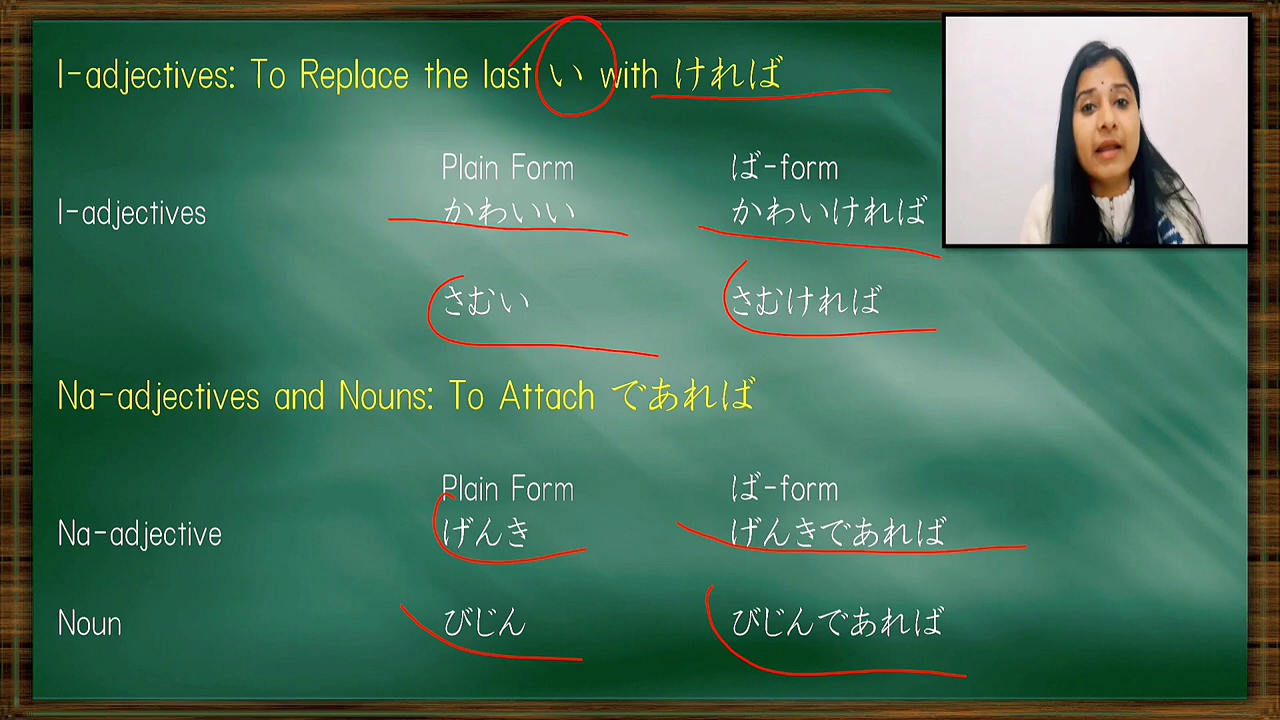 I-adjectives: To Replace the last い with ければ
Plain Form ば-form
I-adjectives かわいい かわいければ
さむい さむければ
Na-adjectives and Nouns: To Attach であれば
Plain Form ば-form
Na-adjective げんき げんきであれば
Noun びじん びじんであれば